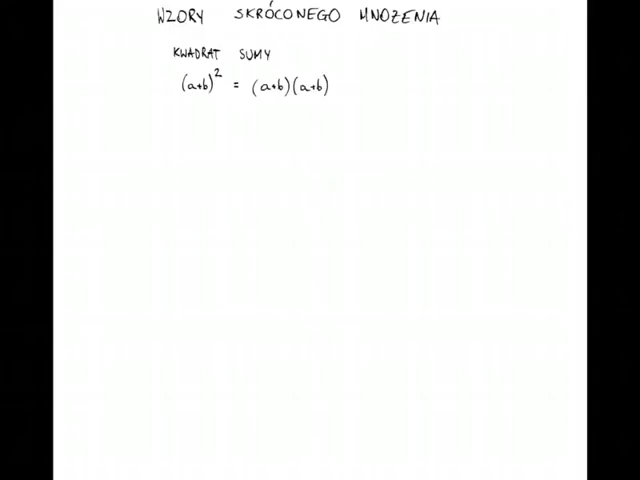 WZORY SKRÓCONEGO MNOŻENIA
KWADRAT SUMY
(a+b)² = (a+b)(a+b)